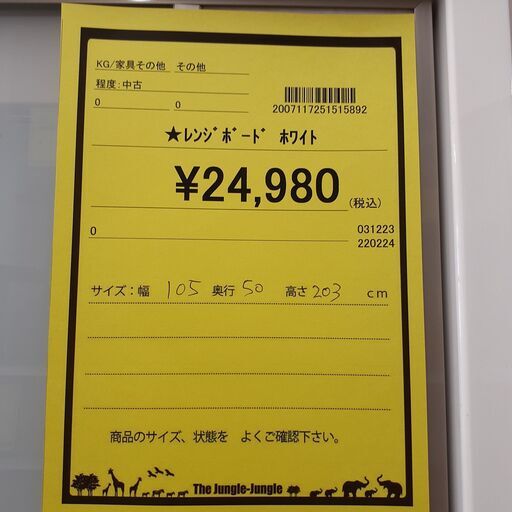 KG/家具その他 その他
程度:中古
0 0
2007117251515892
★ﾚﾝｼﾞﾎﾞｰﾄﾞ ﾎﾜｲﾄ
¥24,980
(税込)
0
031223
220224
サイズ:幅 105 奥行 50 高さ 203 cm
商品のサイズ、状態を よくご確認下さい。
The Jungle-Jungle